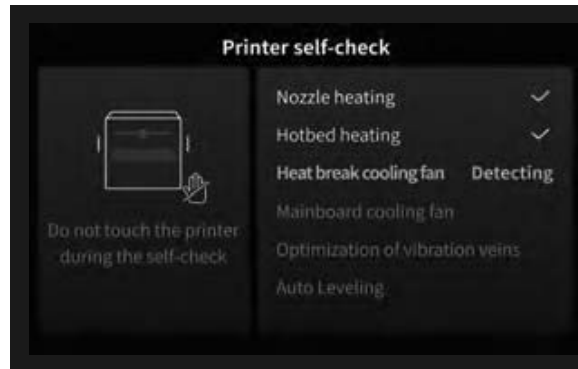 Printer self-check
Do not touch the printer
during the self-check
Nozzle heating
Hotbed heating
Heat break cooling fan Detecting
Mainboard cooling fan
Optimization of vibration veins
Auto Leveling